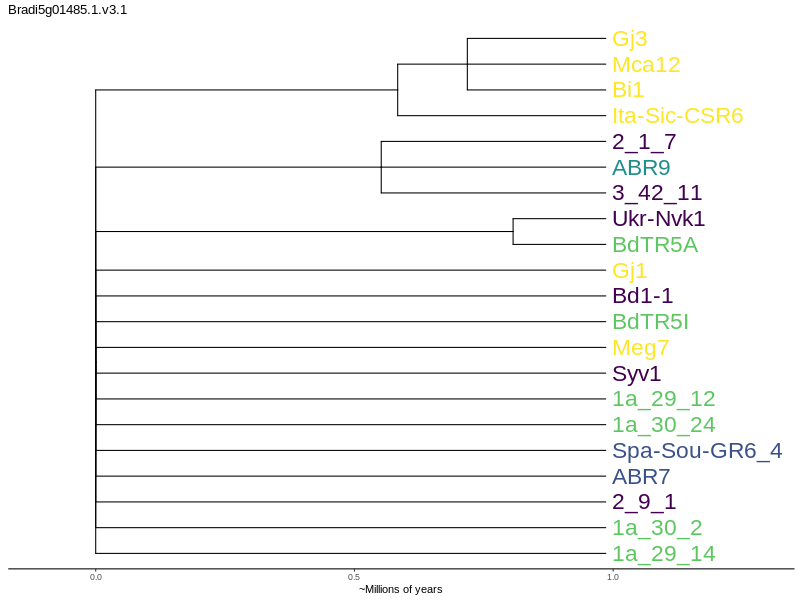 Bradi5g01485.1.v3.1
Gj3
Mca12
Bi1
Ita-Sic-CSR6
2_1_7
ABR9
3_42_11
Ukr-Nvk1
BdTR5A
Gj1
Bd1-1
BdTR5I
Meg7
Syv1
1a_29_12
1a_30_24
Spa-Sou-GR6_4
ABR7
2_9_1
1a_30_2
1a_29_14
0.0 0.5 1.0
~Millions of years